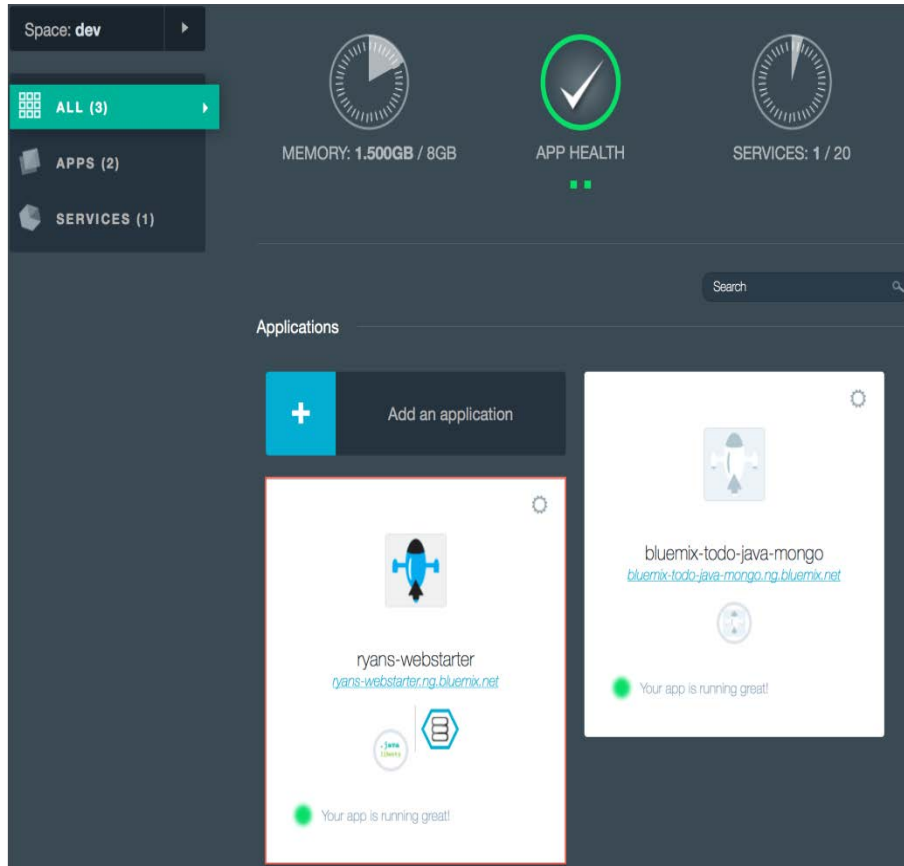 Space: dev
ALL (3)
APPS (2)
SERVICES (1)
MEMORY: 1.500GB / 8GB
APP HEALTH
SERVICES: 1 / 20
Search
Applications
Add an application
ryans-webstarter
ryans-webstarter.ng.bluemix.net
.java
liberty
Your app is running great!
bluemix-todo-java-mongo
bluemix-todo-java-mongo.ng.bluemix.net
Your app is running great!